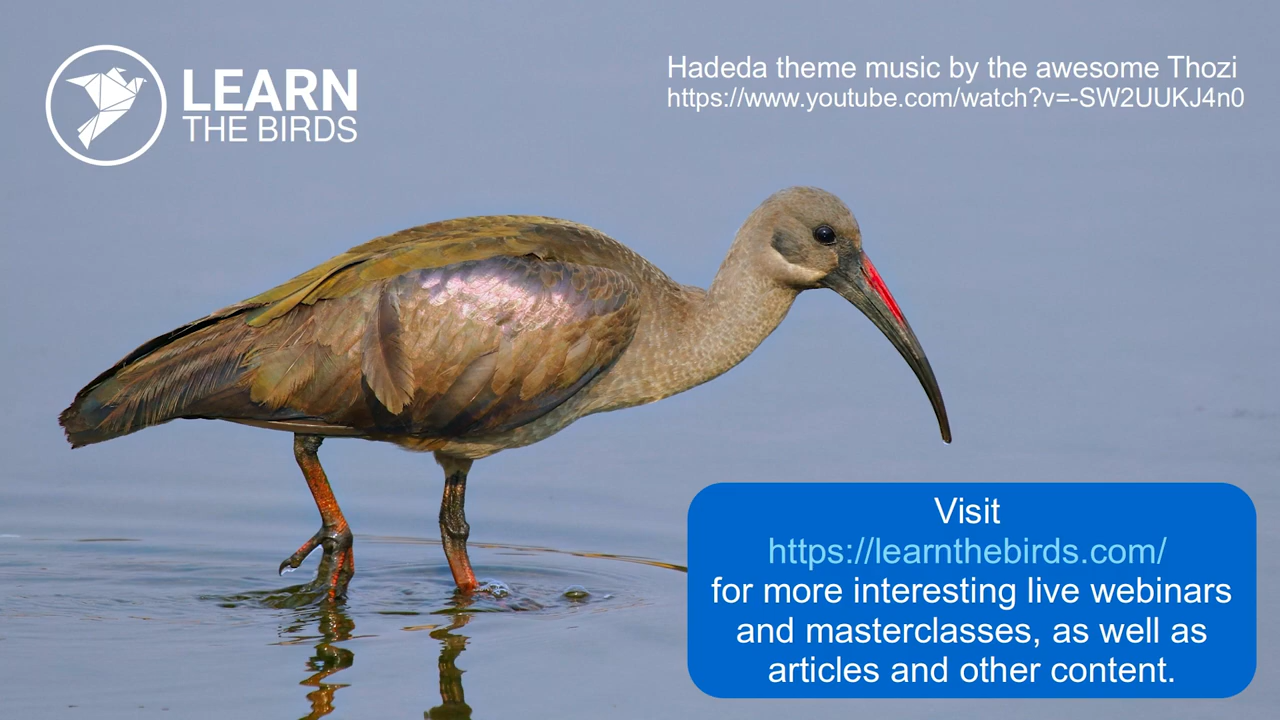 LEARN
THE BIRDS
Hadeda theme music by the awesome Thozi
https://www.youtube.com/watch?v=-SW2UUKJ4n0
Visit
https://learnthebirds.com/
for more interesting live webinars
and masterclasses, as well as
articles and other content.